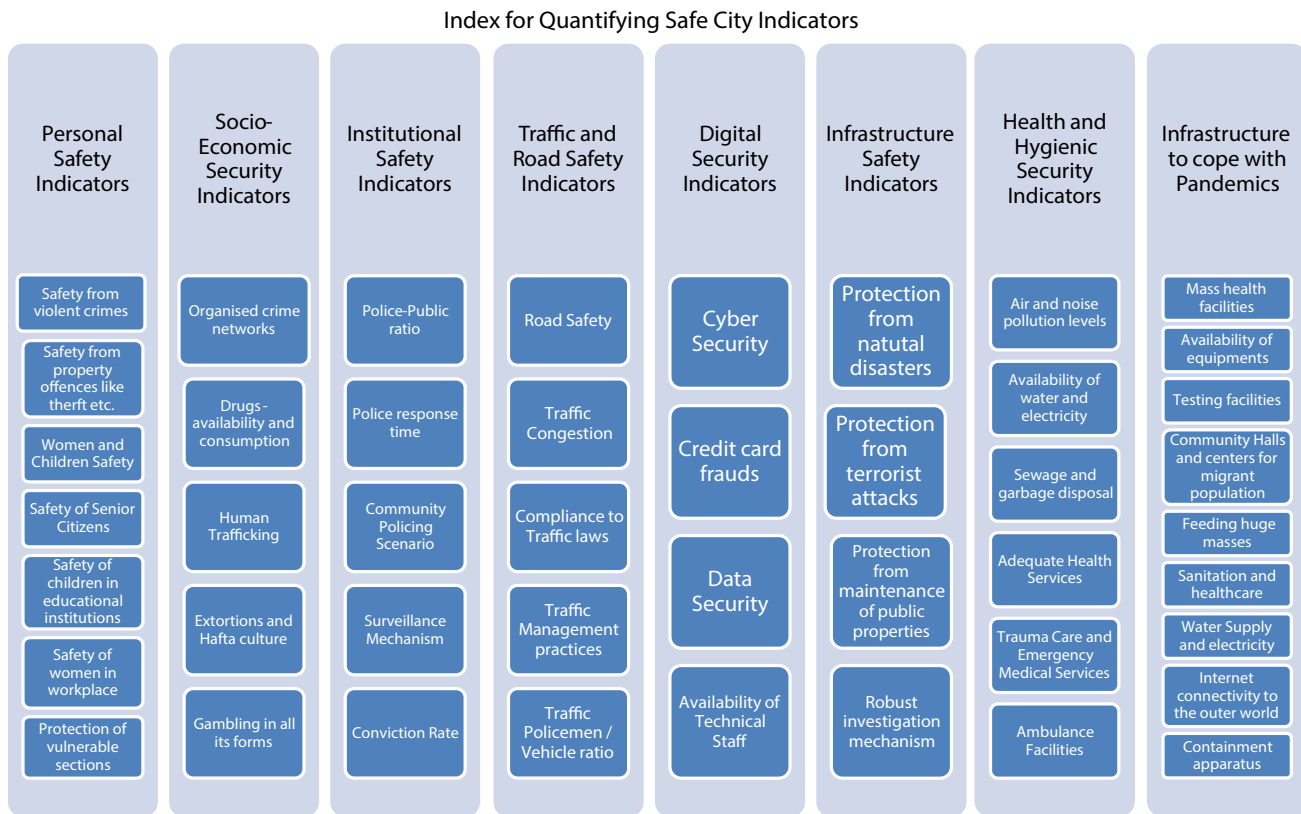 Index for Quantifying Safe City Indicators
Personal
Safety
Indicators
Safety from
violent crimes
Safety from
property
offences like
therft etc.
Women and
Children Safety
Safety of Senior
Citizens
Safety of
children in
educational
institutions
Safety of
women in
workplace
Protection of
vulnerable
sections
Socio-
Economic
Security
Indicators
Organised crime
networks
Drugs-
availability and
consumption
Human
Trafficking
Extortions and
Hafta culture
Gambling in all
its forms
Institutional
Safety
Indicators
Police-Public
ratio
Police response
time
Community
Policing
Scenario
Surveillance
Mechanism
Conviction Rate
Traffic and
Road Safety
Indicators
Road Safety
Traffic
Congestion
Compliance to
Traffic laws
Traffic
Management
practices
Traffic
Policemen /
Vehicle ratio
Digital
Security
Indicators
Cyber
Security
Credit card
frauds
Data
Security
Availability of
Technical
Staff
Infrastructure
Safety
Indicators
Protection
from
natutal
disasters
Protection
from
terrorist
attacks
Protection
from
maintenance
of public
properties
Robust
investigation
mechanism
Health and
Hygienic
Security
Indicators
Air and noise
pollution levels
Availability of
water and
electricity
Sewage and
garbage disposal
Adequate Health
Services
Trauma Care and
Emergency
Medical Services
Ambulance
Facilities
Infrastructure
to cope with
Pandemics
Mass health
facilities
Availability of
equipments
Testing facilities
Community Halls
and centers for
migrant
population
Feeding huge
masses
Sanitation and
healthcare
Water Supply
and electricity
Internet
connectivity to
the outer world
Containment
apparatus